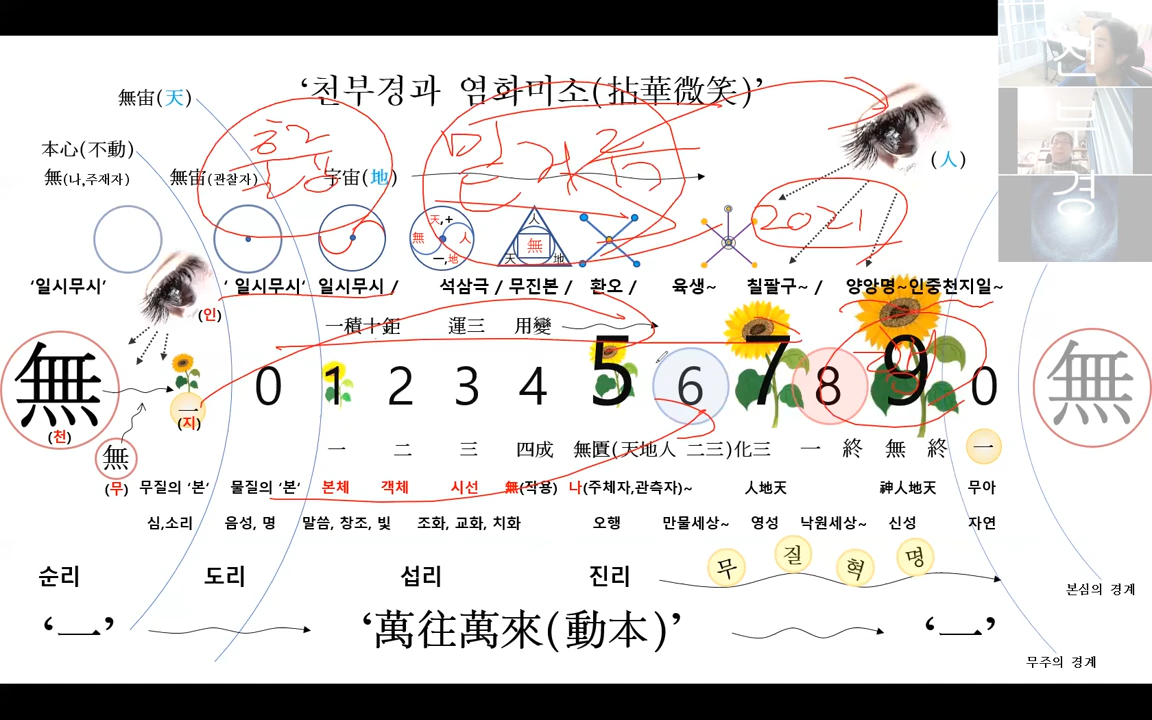 ‘천부경과 염화미소(拈華微笑)’
無宙(天)
本心(不動)
無(나,주재자)
無宙(관찰자)
宇宙(地)
(人)
2021
天,+
無
人
一,地
人
無
天 地
‘일시무시’
‘일시무시’
일시무시 /
석삼극 / 무진본 / 환오 /
육생~
칠팔구~ /
양앙명~인중천지일~
(인)
一積十鉅
運三
用變
無
(천)
一
(지)
無
(무)
0 1 2 3 4 5 6 7 8 9 0
無
一 二 三 四成 無匱(天地人 二三)化三 一 終 無 終 一
무질의 ‘본’ 물질의 ‘본’ 본체 객체 시선 無(작용) 나(주체자,관측자)~ 人地天 神人地天 무아
심,소리 음성, 명 말씀, 창조, 빛 조화, 교화, 치화 오행 만물세상~ 영성 낙원세상~ 신성 자연
순리 도리 섭리 진리
무 질 혁 명
본심의 경계
‘一’ ‘萬往萬來(動本)’ ‘一’
무주의 경계